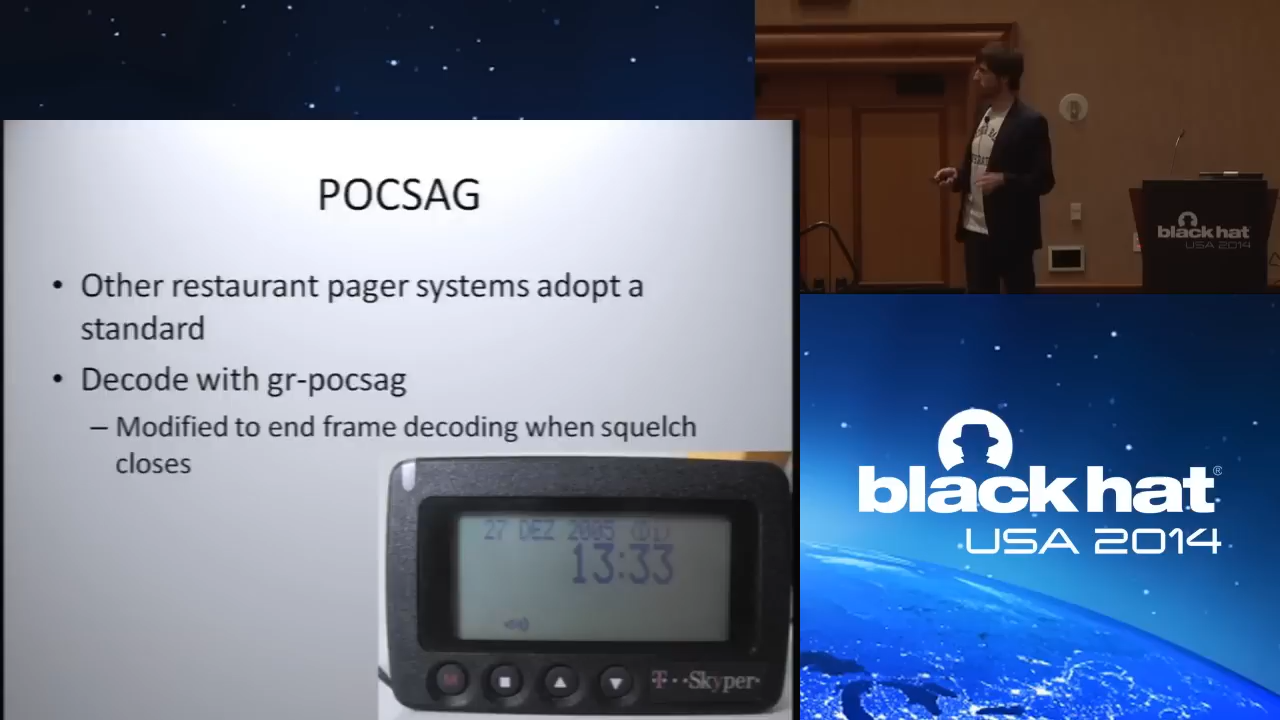 POCSAG
• Other restaurant pager systems adopt a
standard
• Decode with gr-pocsag
– Modified to end frame decoding when squelch
closes
27 DEZ 2005 (Di)
13:33
M
T··Skyper·
black hat
USA 2014
black hat®
USA 2014